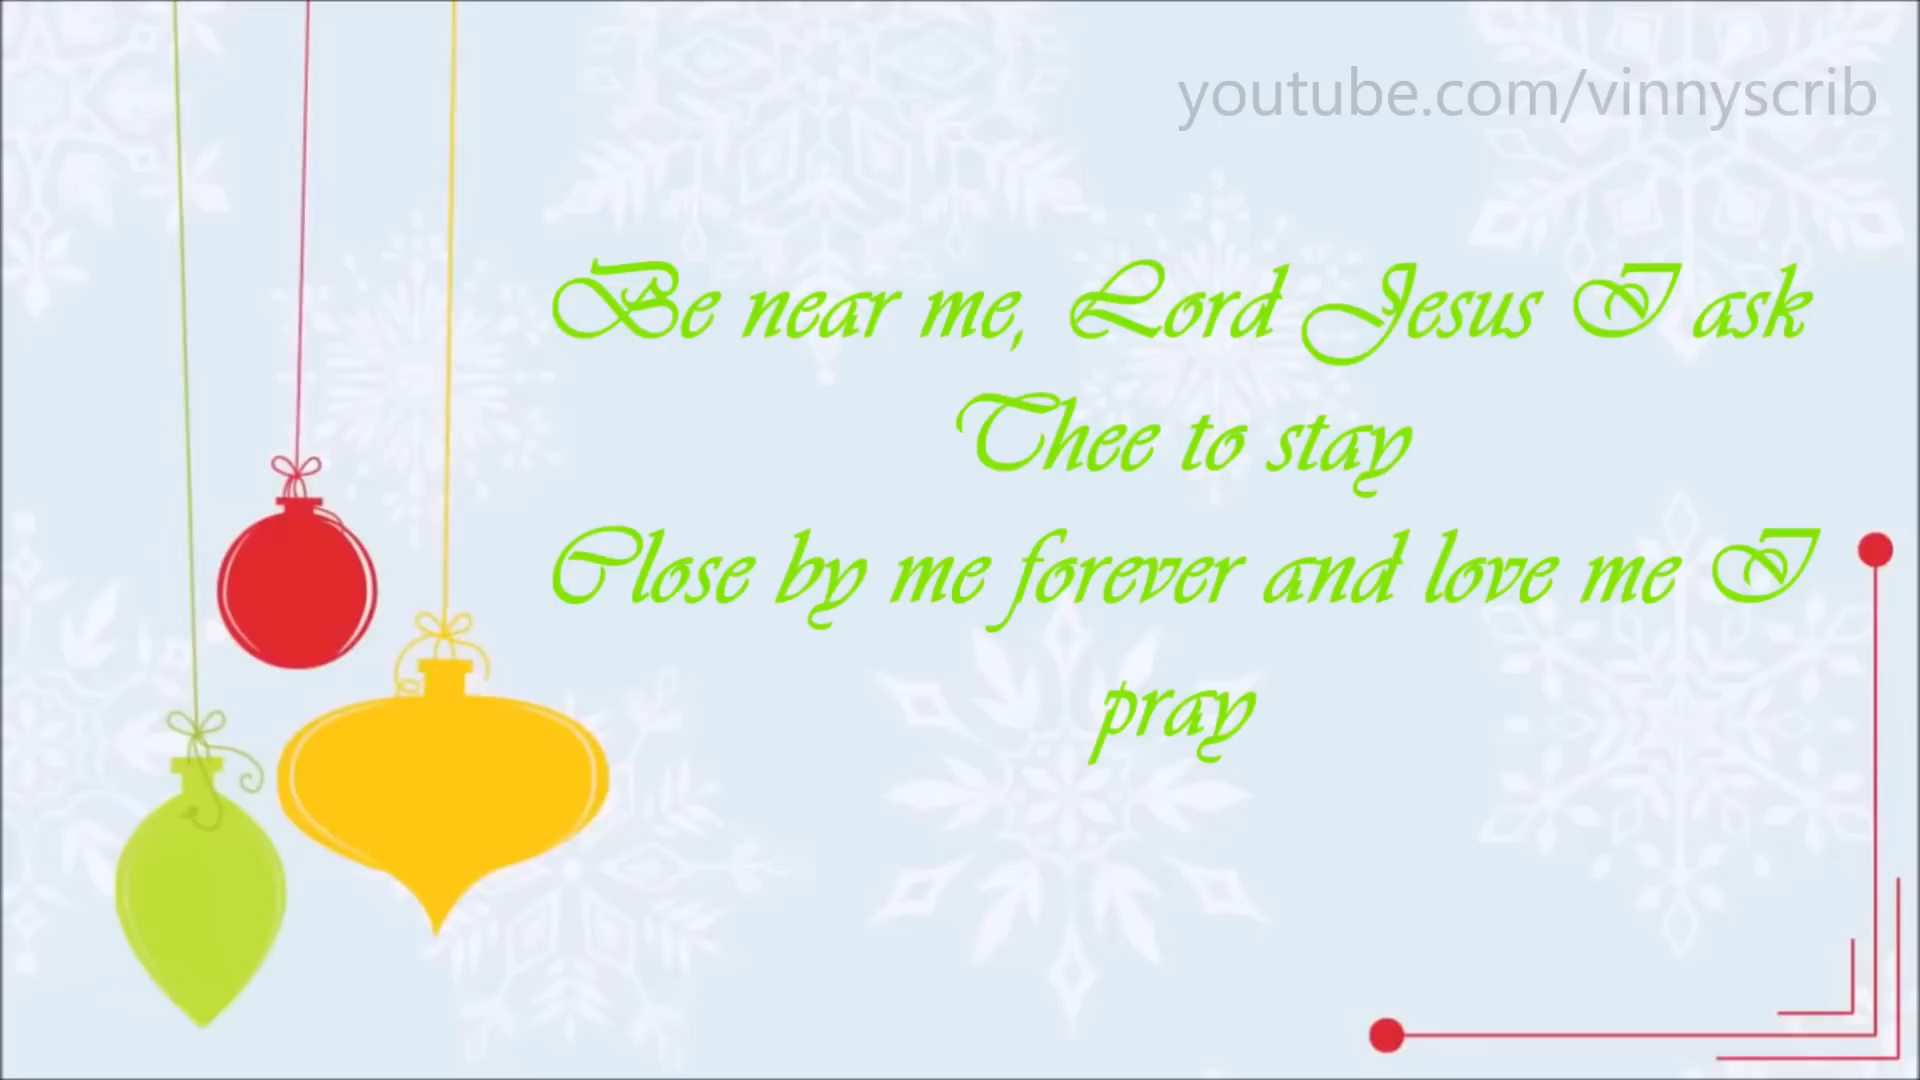 youtube.com/vinnyscrib
Be near me, Lord Jesus I ask
Thee to stay
Close by me forever and love me I
pray